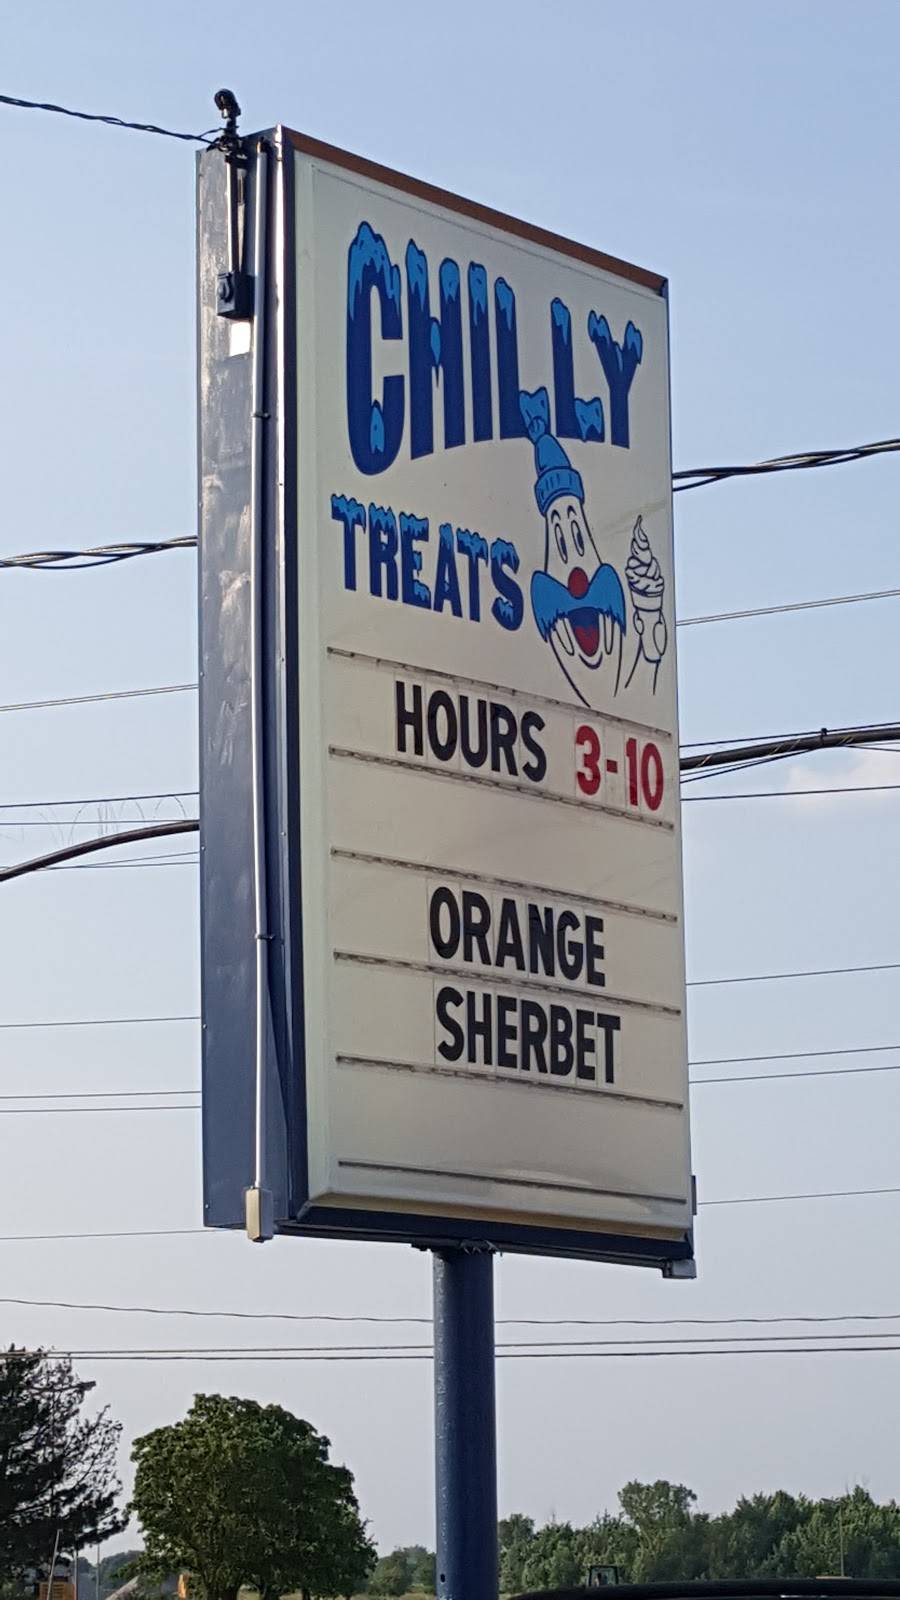 CHILLY
TREATS
HOURS 3-10
ORANGE
SHERBET